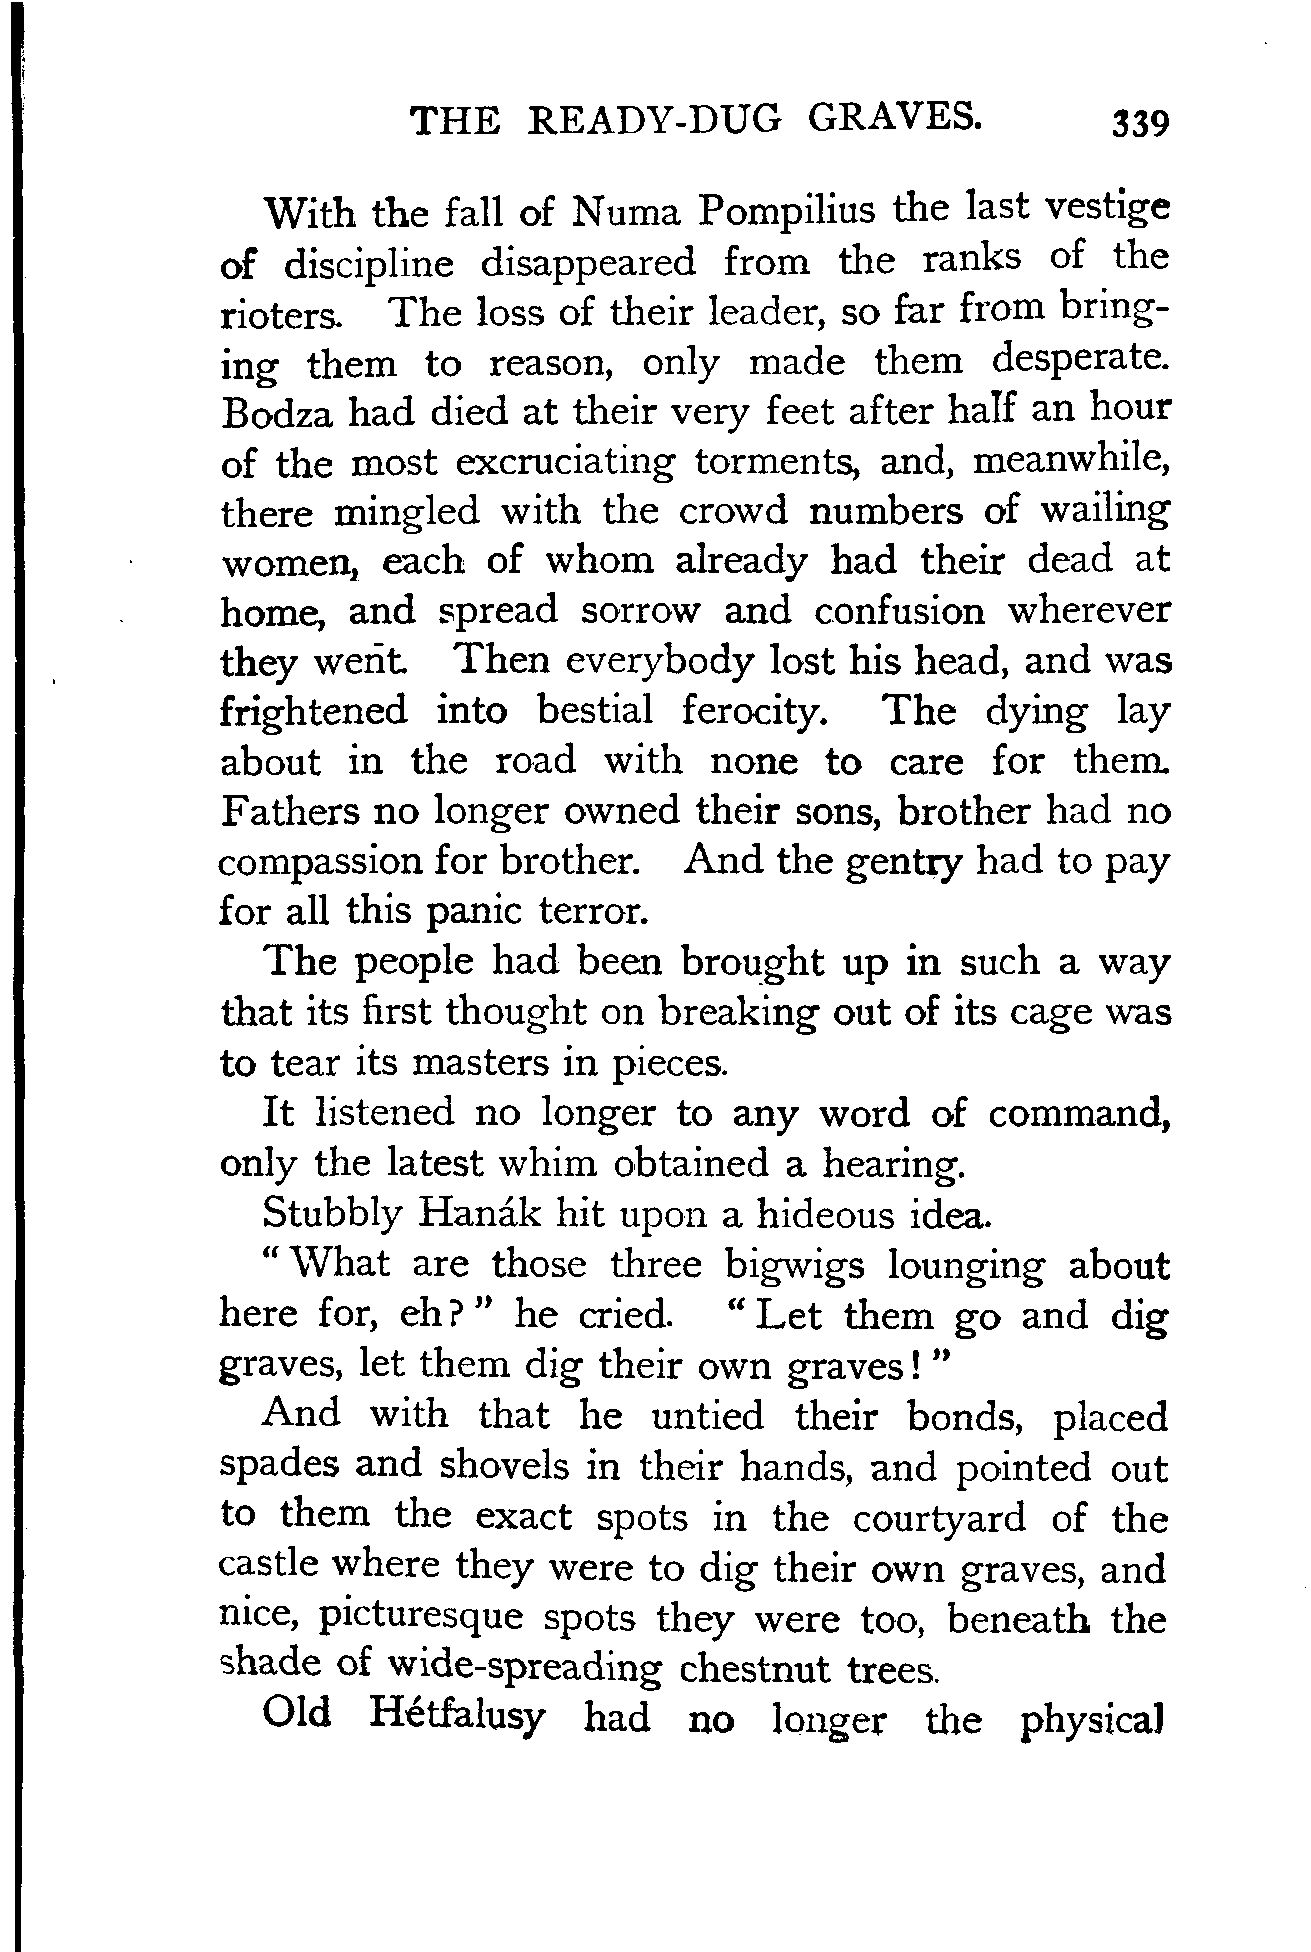 THE READY-DUG GRAVES. 339
With the fall of Numa Pompilius the last vestige
of discipline disappeared from the ranks of the
rioters. The loss of their leader, so far from bring-
ing them to reason, only made them desperate.
Bodza had died at their very feet after half an hour
of the most excruciating torments, and, meanwhile,
there mingled with the crowd numbers of wailing
women, each of whom already had their dead at
home, and spread sorrow and confusion wherever
they went. Then everybody lost his head, and was
frightened into bestial ferocity. The dying lay
about in the road with none to care for them.
Fathers no longer owned their sons, brother had no
compassion for brother. And the gentry had to pay
for all this panic terror.
The people had been brought up in such a way
that its first thought on breaking out of its cage was
to tear its masters in pieces.
It listened no longer to any word of command,
only the latest whim obtained a hearing.
Stubbly Hanák hit upon a hideous idea.
"What are those three bigwigs lounging about
here for, eh?" he cried. "Let them go and dig
graves, let them dig their own graves!"
And with that he untied their bonds, placed
spades and shovels in their hands, and pointed out
to them the exact spots in the courtyard of the
castle where they were to dig their own graves, and
nice, picturesque spots they were too, beneath the
shade of wide-spreading chestnut trees.
Old Hétfalusy had no longer the physical